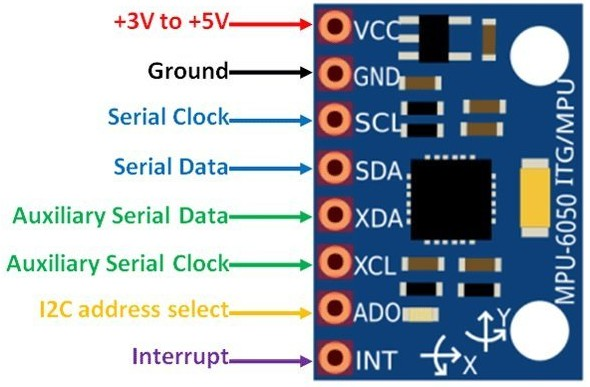 +3V to +5V VCC
Ground GND
Serial Clock SCL
Serial Data SDA
Auxiliary Serial Data XDA
Auxiliary Serial Clock XCL
I2C address select ADO
Interrupt INT
MPU-6050 ITG/MPU
Y
X